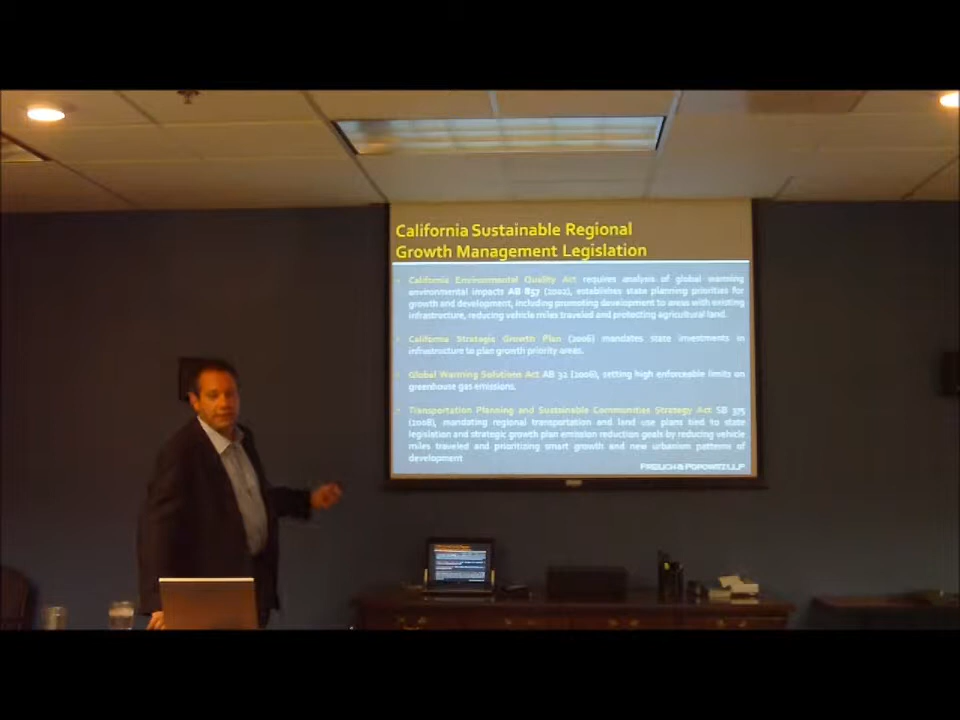 California Sustainable Regional
Growth Management Legislation
California Environmental Quality Act requires analysis of global warming
environmental impacts AB 857 (2002), establishes state planning priorities for
growth and development, including promoting development to areas with existing
infrastructure, reducing vehicle miles traveled and protecting agricultural land.
California Strategic Growth Plan (2006) mandates state investments in
infrastructure to plan growth priority areas.
Global Warming Solutions Act AB 32 (2006), setting high enforceable limits on
greenhouse gas emissions.
Transportation Planning and Sustainable Communities Strategy Act SB 375
(2008), mandating regional transportation and land use plans tied to state
legislation and strategic growth plan emission reduction goals by reducing vehicle
miles traveled and prioritizing smart growth and new urbanism patterns of
development
FREILICH & POPOWITZ LLP